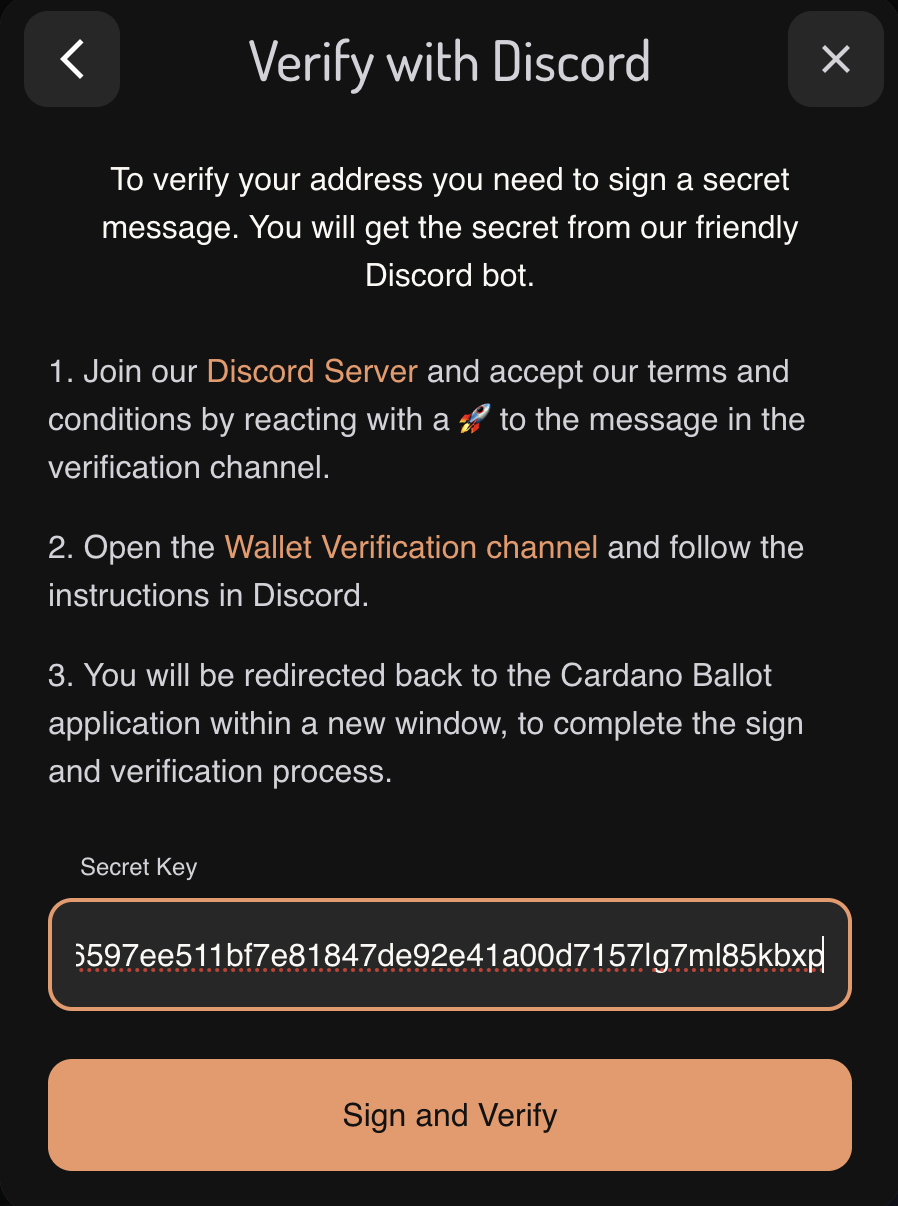 Verify with Discord
To verify your address you need to sign a secret
message. You will get the secret from our friendly
Discord bot.
1. Join our Discord Server and accept our terms and
conditions by reacting with a 🚀 to the message in the
verification channel.
2. Open the Wallet Verification channel and follow the
instructions in Discord.
3. You will be redirected back to the Cardano Ballot
application within a new window, to complete the sign
and verification process.
Secret Key
597ee511bf7e81847de92e41a00d7157lg7ml85kbxp
Sign and Verify